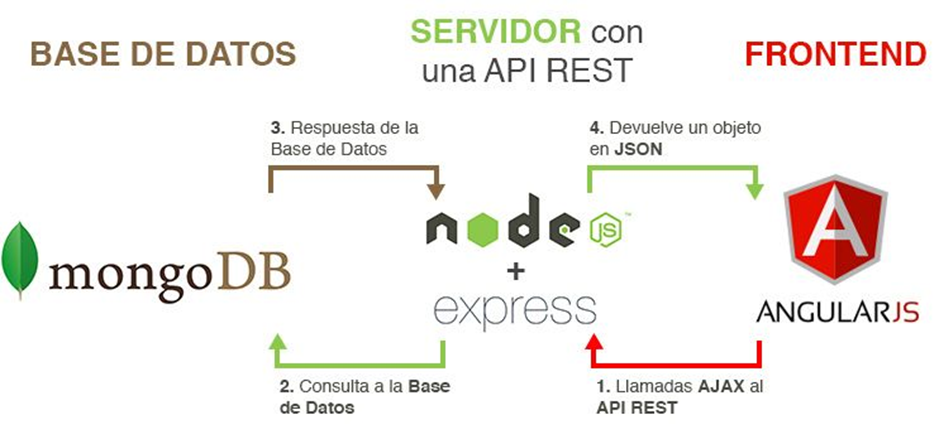 BASE DE DATOS
SERVIDOR con
una API REST
FRONTEND
3. Respuesta de la
Base de Datos
4. Devuelve un objeto
en JSON
mongoDB
node JS™
+
express
A
ANGULARJS
2. Consulta a la Base
de Datos
1. Llamadas AJAX al
API REST